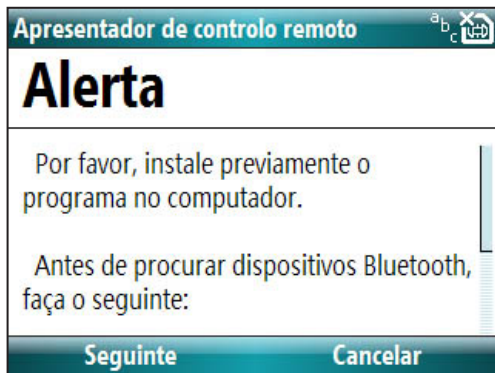 Apresentador de controlo remoto abc
Alerta
Por favor, instale previamente o
programa no computador.
Antes de procurar dispositivos Bluetooth,
faça o seguinte:
Seguinte Cancelar